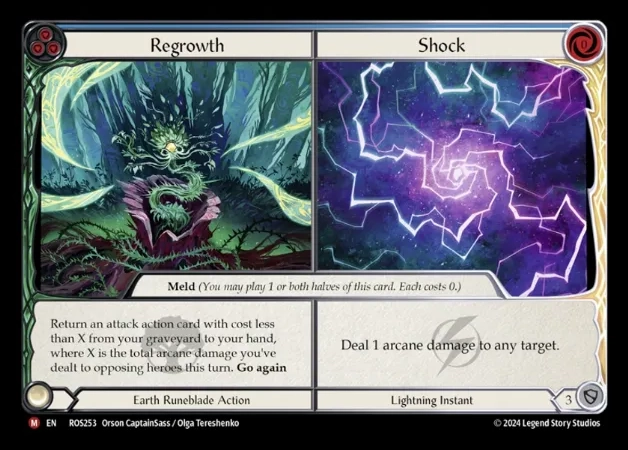 Regrowth
Shock
0
Meld (You may play 1 or both halves of this card. Each costs 0.)
Return an attack action card with cost less
than X from your graveyard to your hand,
where X is the total arcane damage you've
dealt to opposing heroes this turn. Go again
Deal 1 arcane damage to any target.
Earth Runeblade Action
Lightning Instant
3
M EN ROS253 Orson CaptainSass / Olga Tereshenko
© 2024 Legend Story Studios